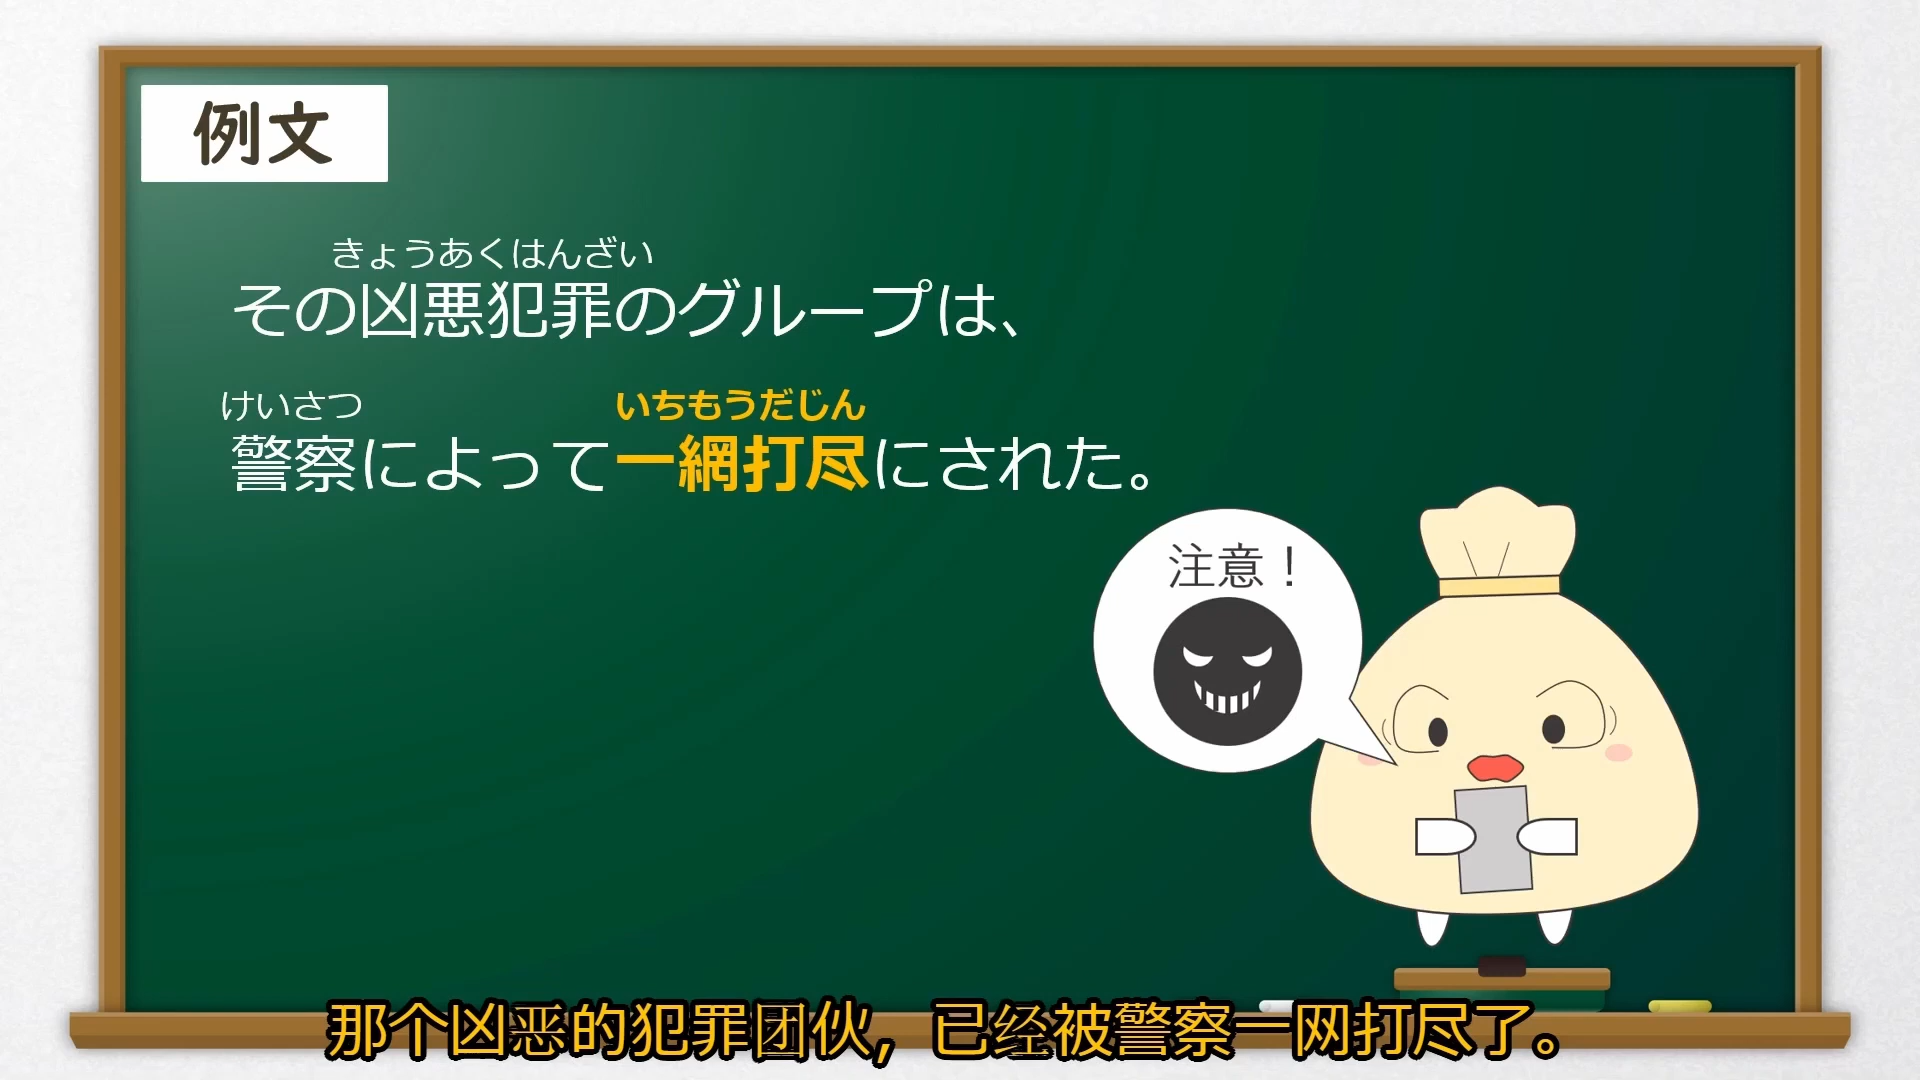 例文
きょうあくはんざい
その凶悪犯罪のグループは、
けいさつ いちもうだじん
警察によって一網打尽にされた。
注意！
那个凶恶的犯罪团伙，已经被警察一网打尽了。